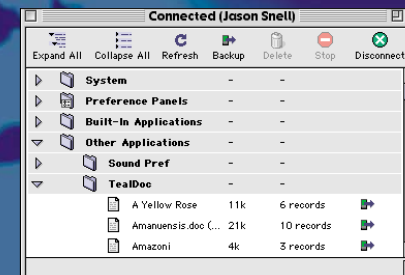 Connected (Jason Snell)
Expand All Collapse All Refresh Backup Delete Stop Disconnect
System - -
Preference Panels - -
Built-In Applications - -
Other Applications - -
Sound Pref - -
TealDoc - -
A Yellow Rose 11k 6 records
Amanuensis.doc (... 21k 10 records
Amazoni 4k 3 records